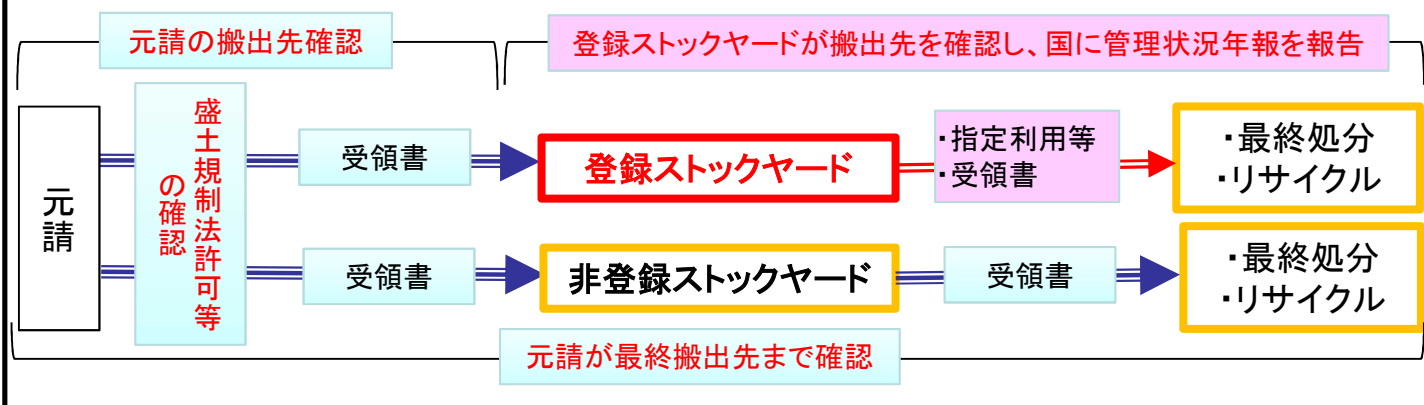 元請の搬出先確認
登録ストックヤードが搬出先を確認し、国に管理状況年報を報告
元請
盛土規制法許可等
の確認
受領書
登録ストックヤード
・指定利用等
・受領書
・最終処分
・リサイクル
受領書
非登録ストックヤード
受領書
・最終処分
・リサイクル
元請が最終搬出先まで確認